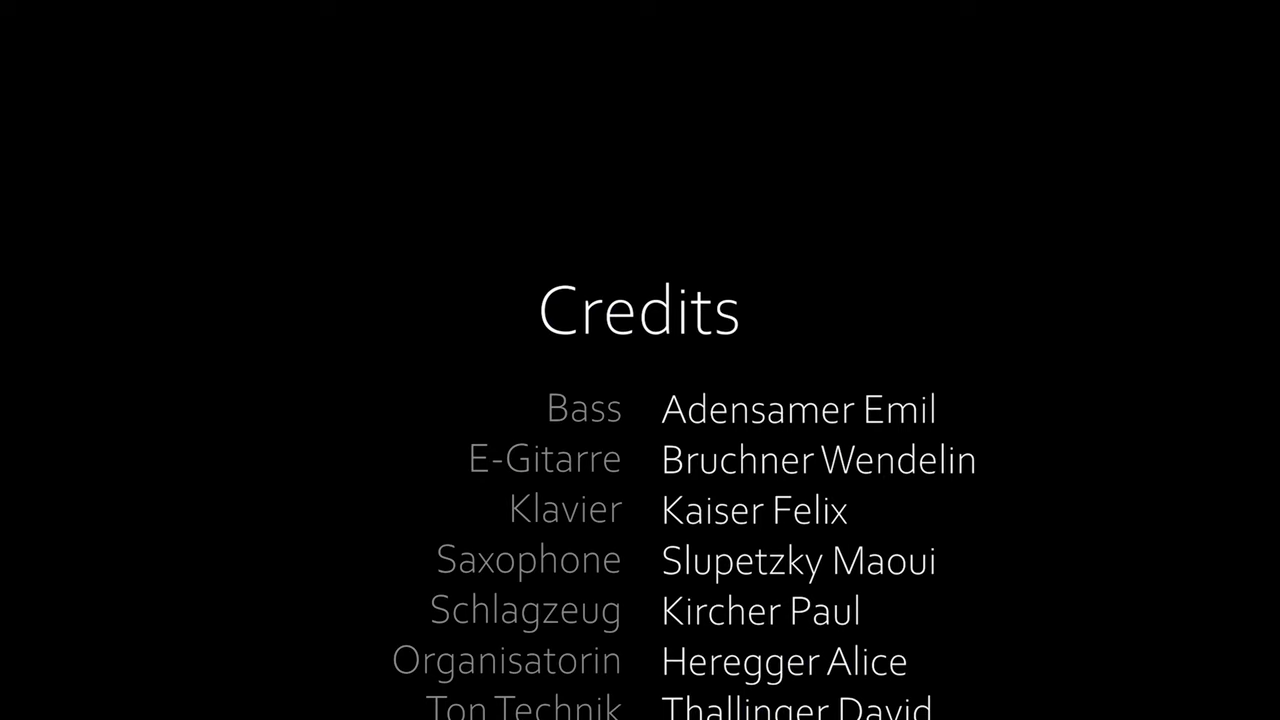 Credits
Bass Adensamer Emil
E-Gitarre Bruchner Wendelin
Klavier Kaiser Felix
Saxophone Slupetzky Maoui
Schlagzeug Kircher Paul
Organisatorin Heregger Alice
Ton Technik Thallinger David